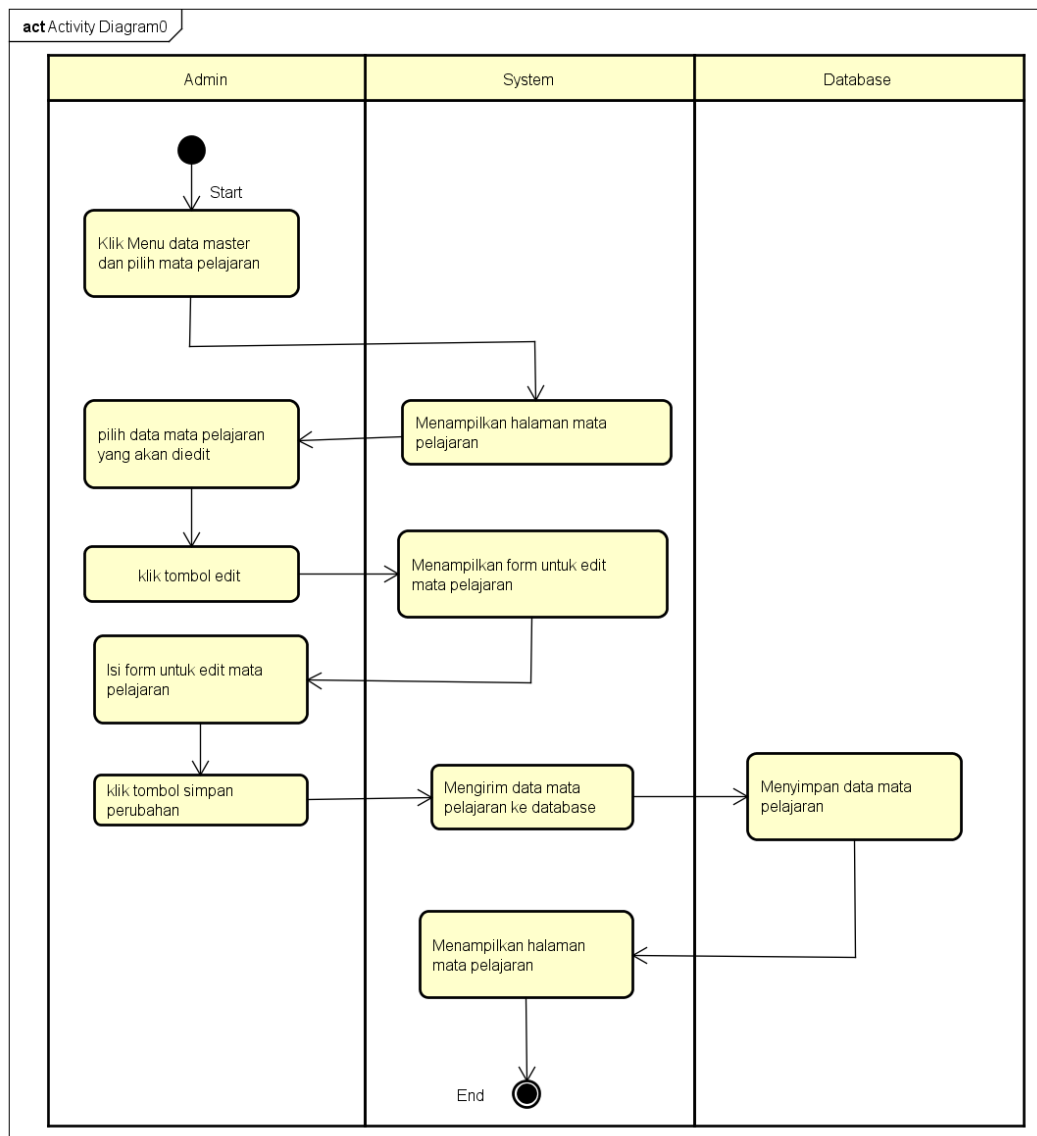 act Activity Diagram0
Admin
System
Database
Start
Klik Menu data master
dan pilih mata pelajaran
Menampilkan halaman mata
pelajaran
pilih data mata pelajaran
yang akan diedit
klik tombol edit
Menampilkan form untuk edit
mata pelajaran
Isi form untuk edit mata
pelajaran
klik tombol simpan
perubahan
Mengirim data mata
pelajaran ke database
Menyimpan data mata
pelajaran
Menampilkan halaman
mata pelajaran
End